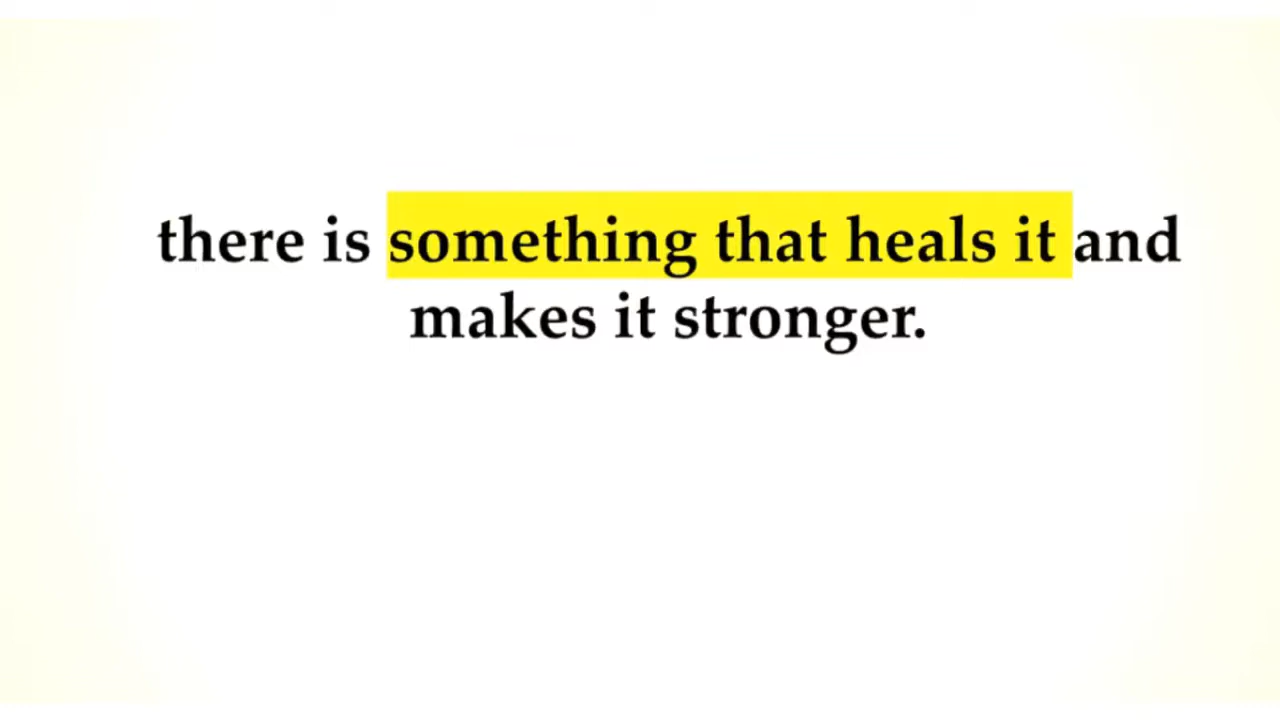 there is something that heals it and
makes it stronger.